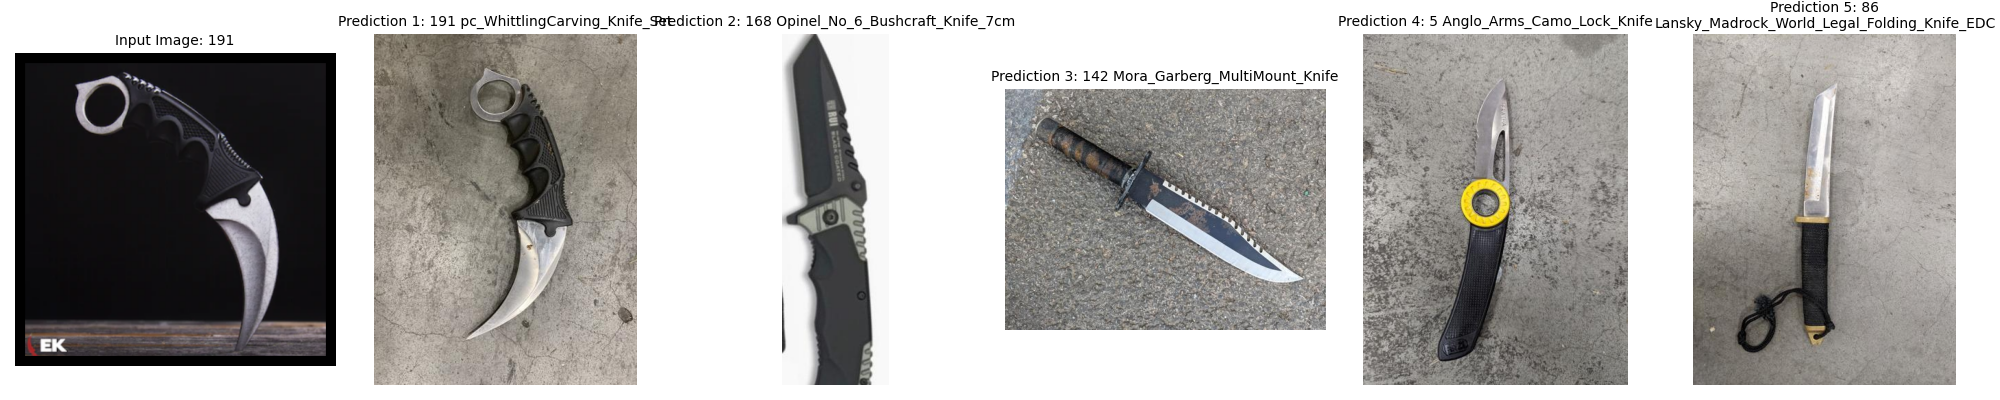 Input Image: 191
Prediction 1: 191 pc_WhittlingCarving_Knife_Set
Prediction 2: 168 Opinel_No_6_Bushcraft_Knife_7cm
Prediction 3: 142 Mora_Garberg_MultiMount_Knife
Prediction 4: 5 Anglo_Arms_Camo_Lock_Knife
Prediction 5: 86
Lansky_Madrock_World_Legal_Folding_Knife_EDC
EK
RUI